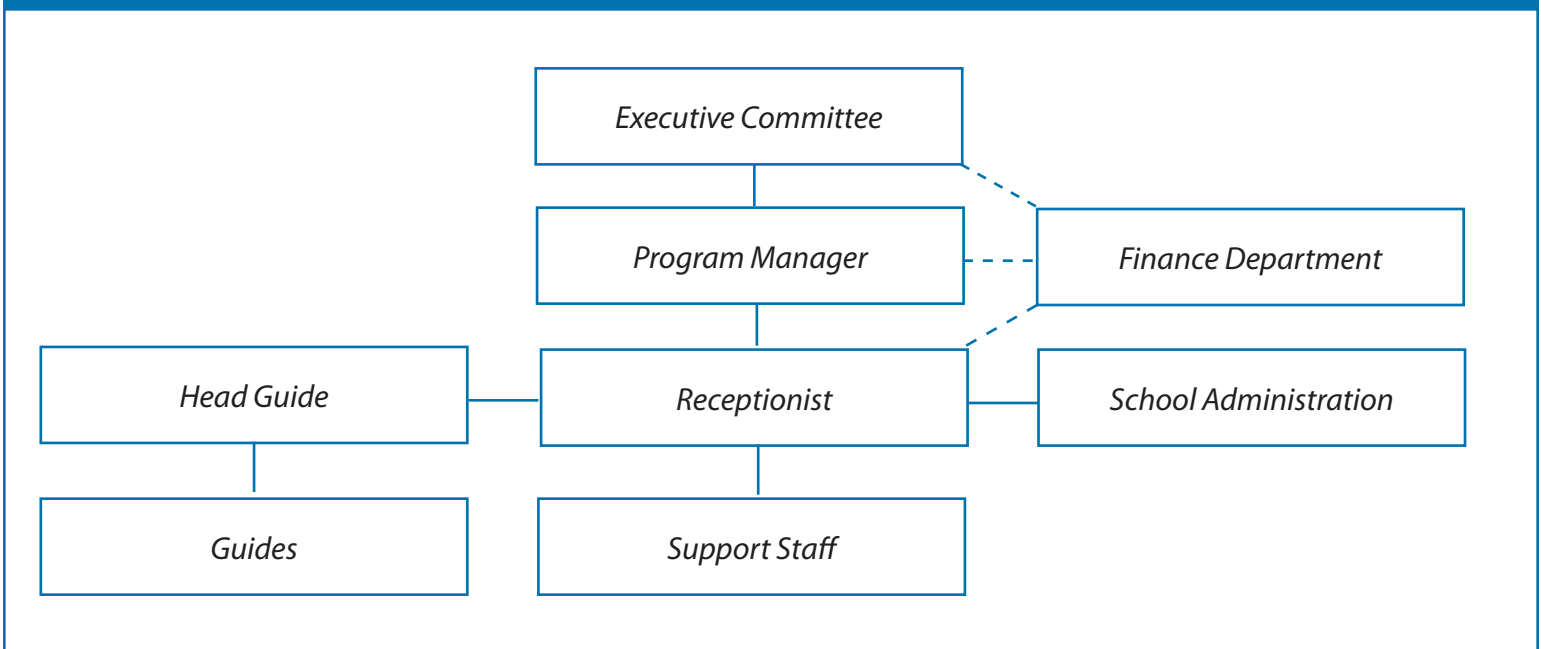 Executive Committee
Program Manager
Finance Department
Head Guide
Receptionist
School Administration
Guides
Support Staff